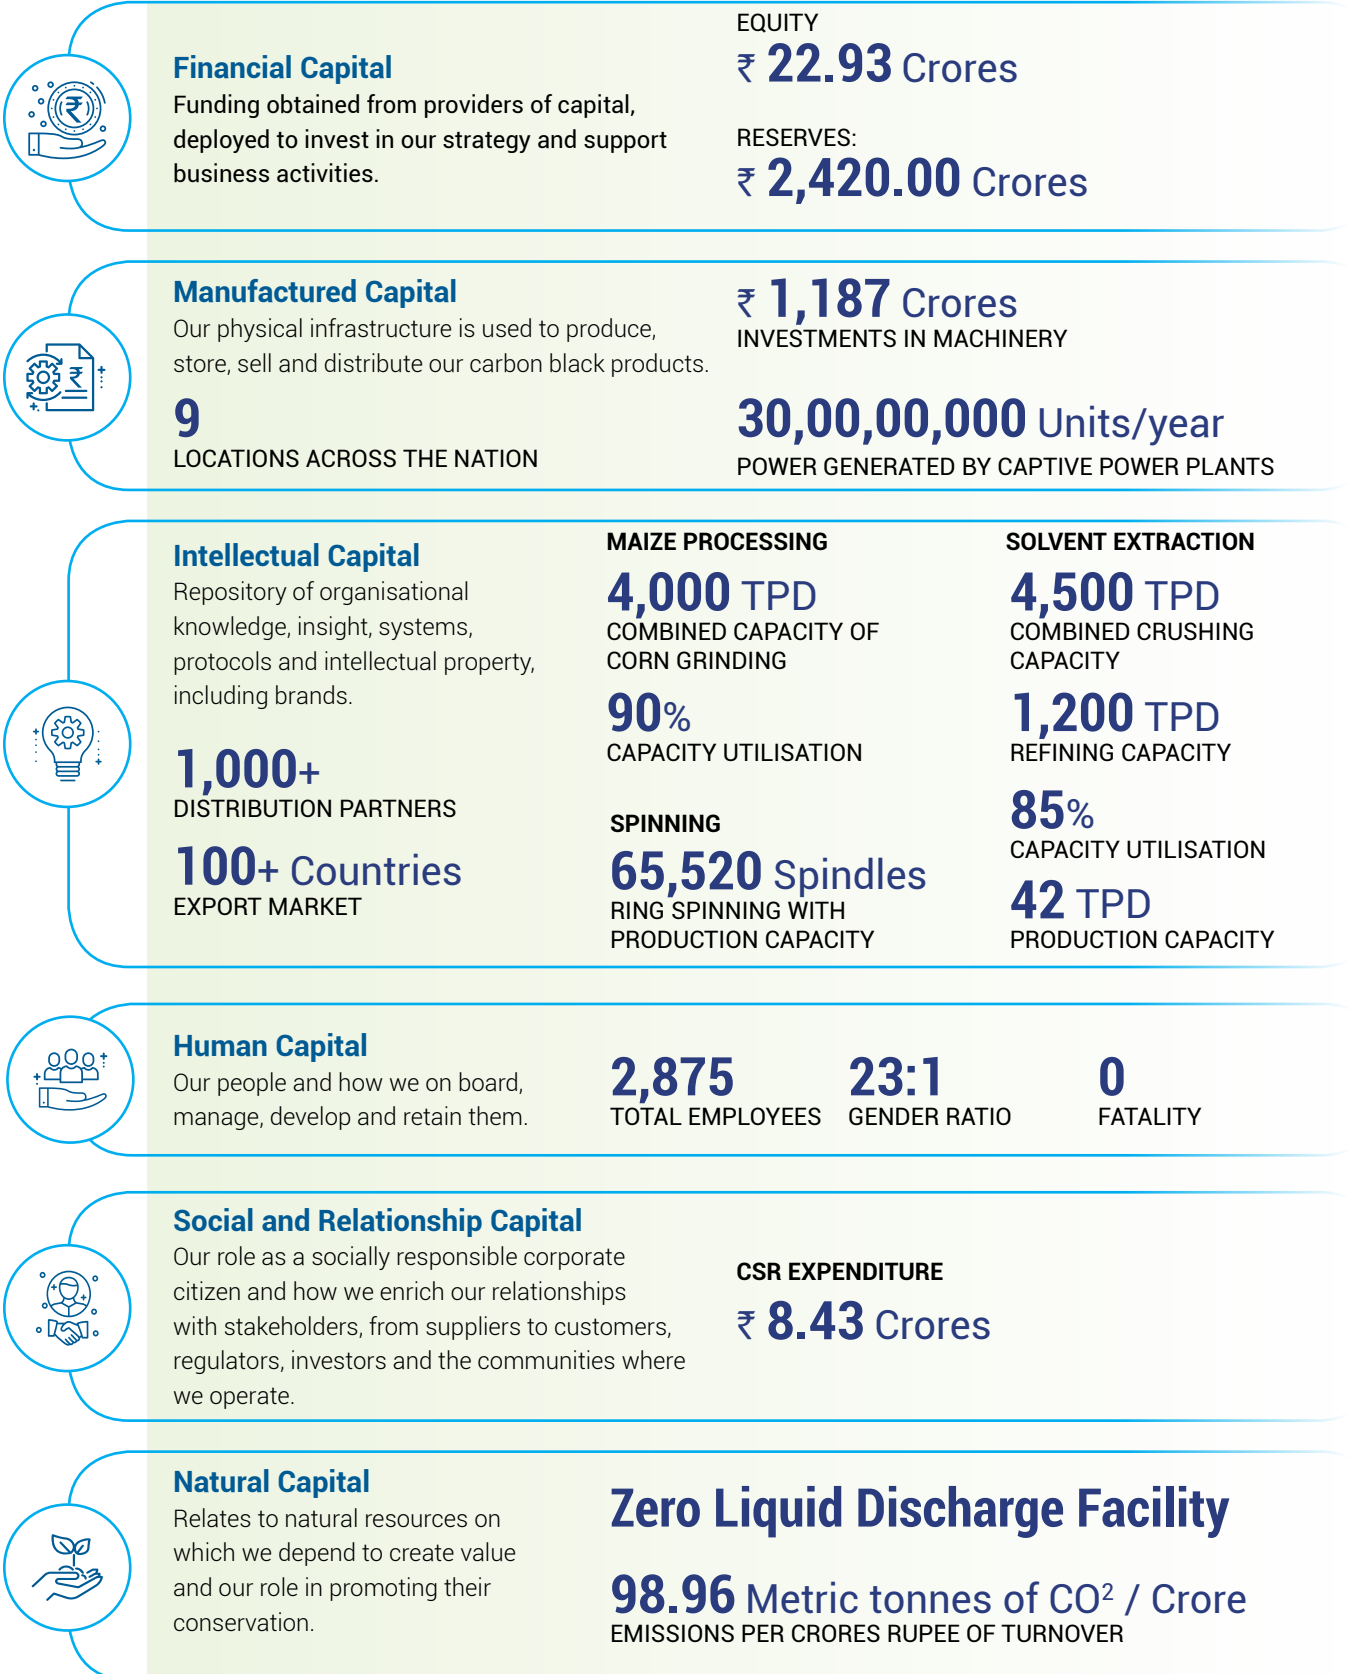 Financial Capital
Funding obtained from providers of capital,
deployed to invest in our strategy and support
business activities.
EQUITY
₹ 22.93 Crores
RESERVES:
₹ 2,420.00 Crores
Manufactured Capital
Our physical infrastructure is used to produce,
store, sell and distribute our carbon black products.
9
LOCATIONS ACROSS THE NATION
₹ 1,187 Crores
INVESTMENTS IN MACHINERY
30,00,00,000 Units/year
POWER GENERATED BY CAPTIVE POWER PLANTS
Intellectual Capital
Repository of organisational
knowledge, insight, systems,
protocols and intellectual property,
including brands.
1,000+
DISTRIBUTION PARTNERS
100+ Countries
EXPORT MARKET
MAIZE PROCESSING
4,000 TPD
COMBINED CAPACITY OF
CORN GRINDING
90%
CAPACITY UTILISATION
SPINNING
65,520 Spindles
RING SPINNING WITH
PRODUCTION CAPACITY
SOLVENT EXTRACTION
4,500 TPD
COMBINED CRUSHING
CAPACITY
1,200 TPD
REFINING CAPACITY
85%
CAPACITY UTILISATION
42 TPD
PRODUCTION CAPACITY
Human Capital
Our people and how we on board,
manage, develop and retain them.
2,875
TOTAL EMPLOYEES
23:1
GENDER RATIO
0
FATALITY
Social and Relationship Capital
Our role as a socially responsible corporate
citizen and how we enrich our relationships
with stakeholders, from suppliers to customers,
regulators, investors and the communities where
we operate.
CSR EXPENDITURE
₹ 8.43 Crores
Natural Capital
Relates to natural resources on
which we depend to create value
and our role in promoting their
conservation.
Zero Liquid Discharge Facility
98.96 Metric tonnes of CO² / Crore
EMISSIONS PER CRORES RUPEE OF TURNOVER